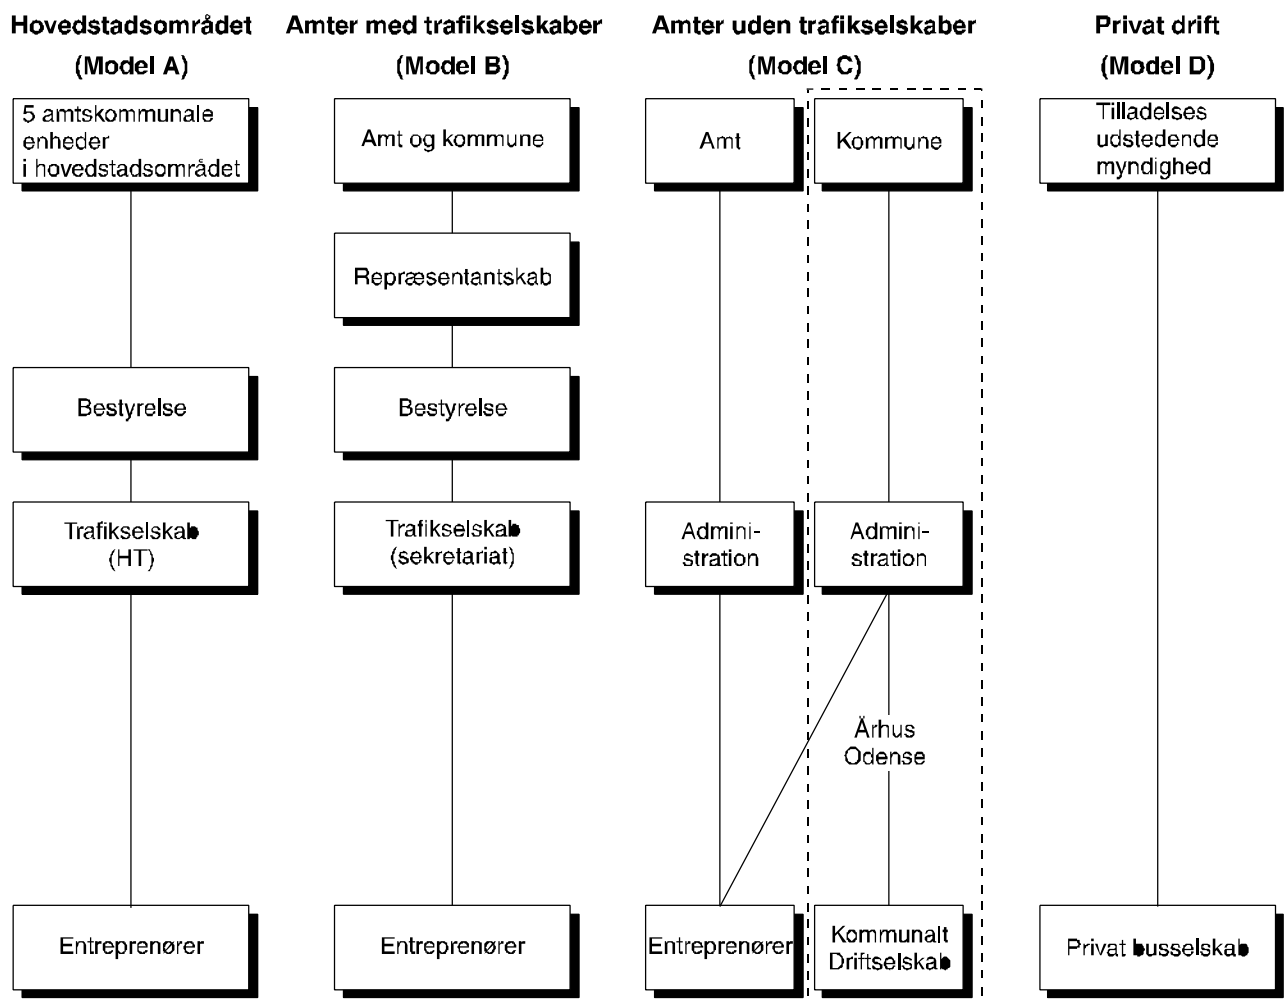 Hovedstadsområdet
(Model A)
5 amtskommunale
enheder
i hovedstadsområdet
Bestyrelse
Trafikselskab
(HT)
Entreprenører
Amter med trafikselskaber
(Model B)
Amt og kommune
Repræsentantskab
Bestyrelse
Trafikselskab
(sekretariat)
Entreprenører
Amter uden trafikselskaber
(Model C)
Amt
Admini-
stration
Entreprenører
Kommune
Admini-
stration
Århus
Odense
Kommunalt
Driftselskab
Privat drift
(Model D)
Tilladelses
udstedende
myndighed
Privat busselskab